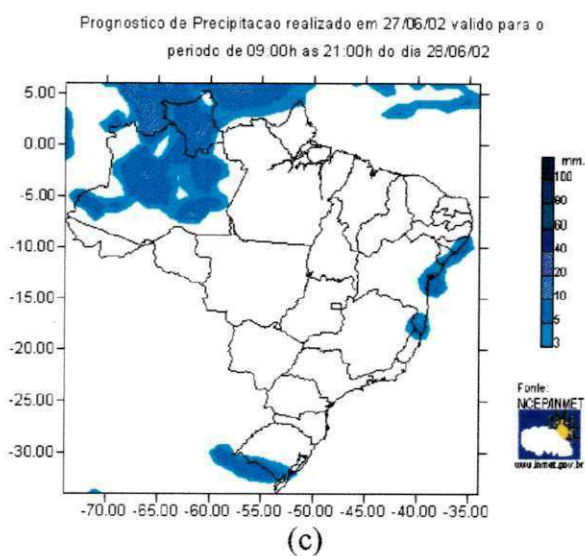 Prognostico de Precipitacao realizado em 27/06/02 valido para o
periodo de 09:00h as 21:00h do dia 28/06/02
5.00
0.00
-5.00
-10.00
-15.00
-20.00
-25.00
-30.00
-70.00 -65.00 -60.00 -55.00 -50.00 -45.00 -40.00 -35.00
mm.
100
80
60
40
20
10
5
3
Fonte:
NCEP/INMET
www.inmet.gov.br
(c)